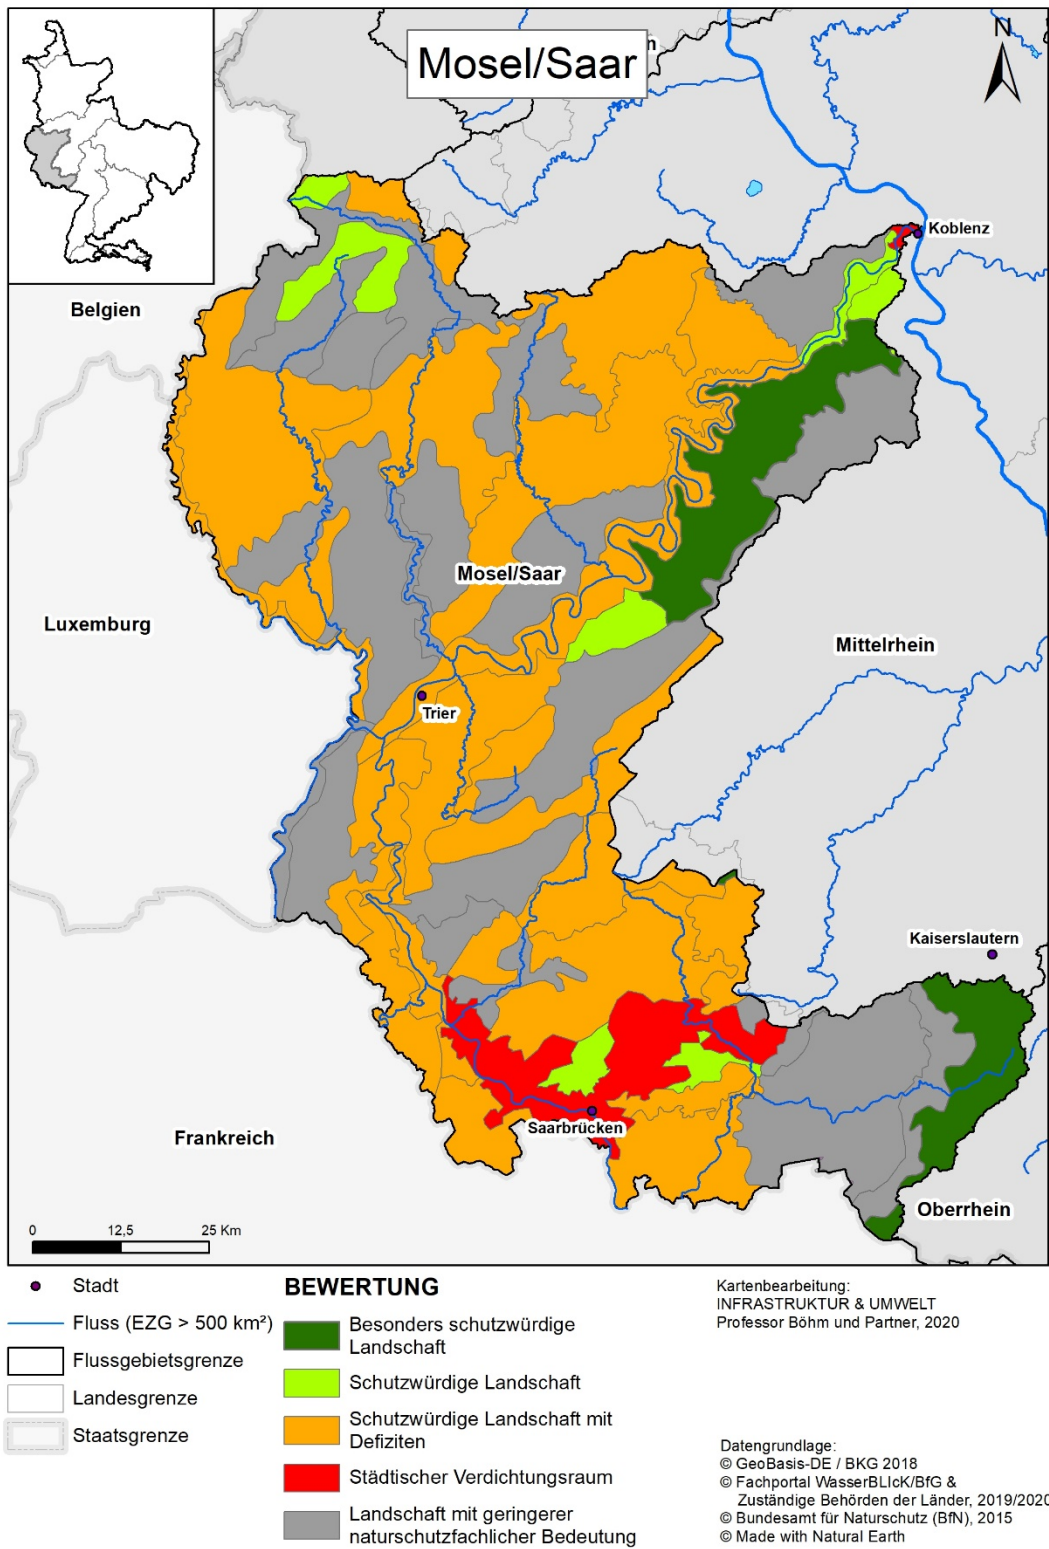 Mosel/Saar
n
N
Koblenz
Belgien
Mosel/Saar
Luxemburg
Mittelrhein
Trier
Kaiserslautern
Saarbrücken
Frankreich
Oberrhein
0 12,5 25 Km
Stadt
Fluss (EZG > 500 km²)
Flussgebietsgrenze
Landesgrenze
Staatsgrenze
BEWERTUNG
Besonders schutzwürdige
Landschaft
Schutzwürdige Landschaft
Schutzwürdige Landschaft mit
Defiziten
Städtischer Verdichtungsraum
Landschaft mit geringerer
naturschutzfachlicher Bedeutung
Kartenbearbeitung:
INFRASTRUKTUR & UMWELT
Professor Böhm und Partner, 2020
Datengrundlage:
© GeoBasis-DE / BKG 2018
© Fachportal WasserBLIcK/BfG &
Zuständige Behörden der Länder, 2019/2020
© Bundesamt für Naturschutz (BfN), 2015
© Made with Natural Earth